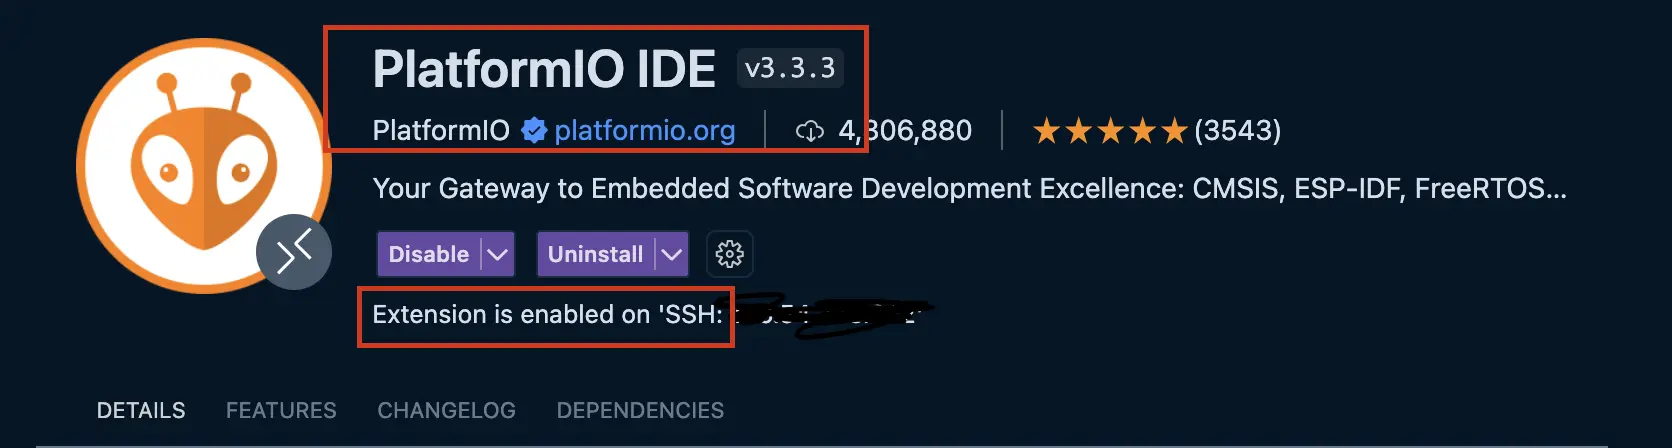 PlatformIO IDE v3.3.3
PlatformIO platformio.org 4,306,880 (3543)
Your Gateway to Embedded Software Development Excellence: CMSIS, ESP-IDF, FreeRTOS...
Disable Uninstall
Extension is enabled on 'SSH:
DETAILS FEATURES CHANGELOG DEPENDENCIES